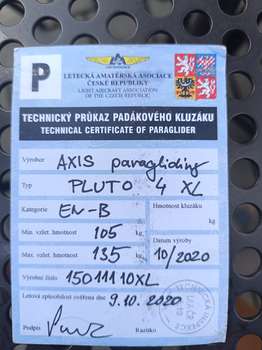 P
LETECKÁ AMATÉRSKÁ ASOCIACE
ČESKÉ REPUBLIKY
LIGHT AIRCRAFT ASSOCIATION
OF THE CZECH REPUBLIC
TECHNICKÝ PRŮKAZ PADÁKOVÉHO KLUZÁKU
TECHNICAL CERTIFICATE OF PARAGLIDER
Výrobce AXIS paragliding
Typ PLUTO 4 XL
Kategorie EN-B Hmotnost kluzáku
Min. vzlet. hmotnost 105 kg kg
Max. vzlet. hmotnost 135 kg Datum výroby
10/2020
Výrobní číslo 15011110XL
Letová způsobilost ověřena dne 9.10.2020
Podpis Razítko